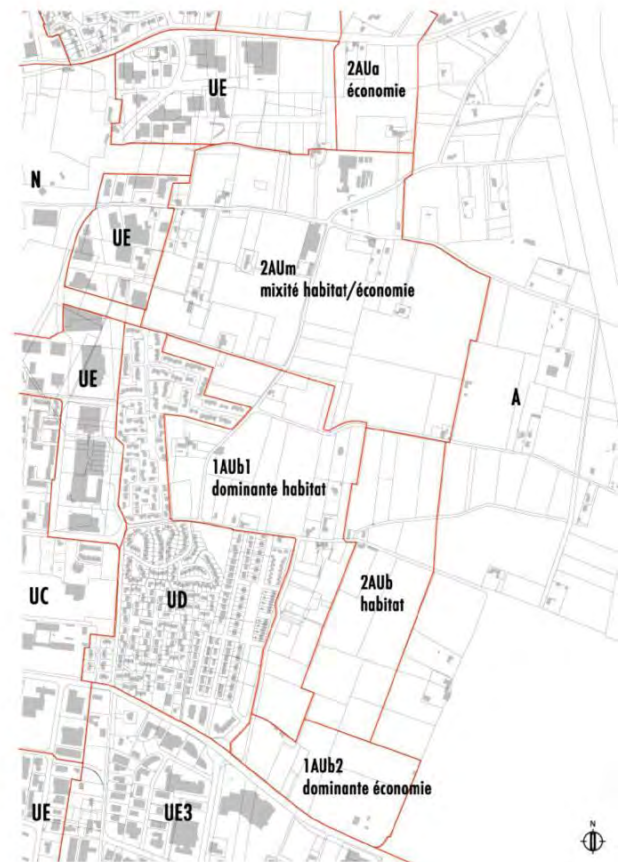 UE
2AUa
économie
N
UE
2AUm
mixité habitat/économie
UE
A
1AUb1
dominante habitat
2AUb
habitat
UC
UD
1AUb2
dominante économie
UE
UE3
N